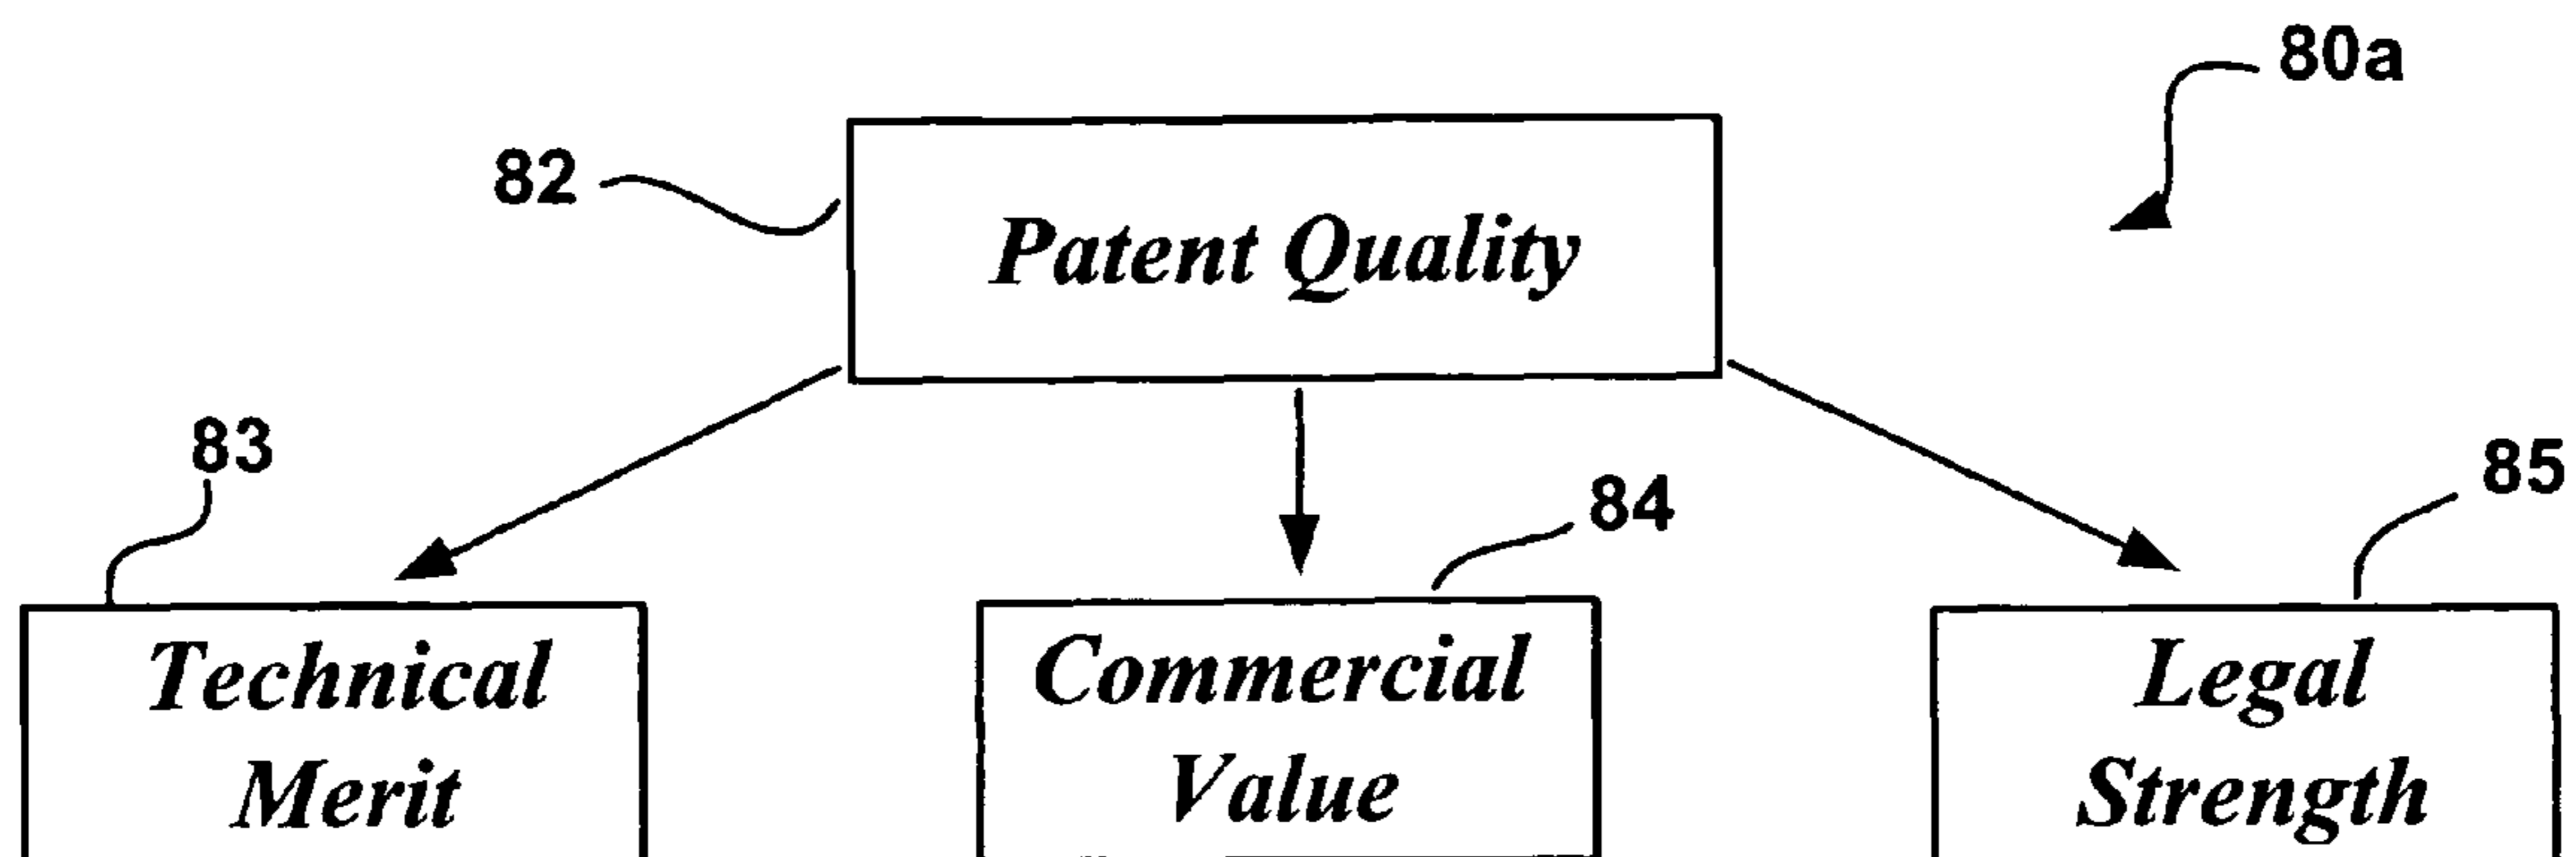 80a
82
Patent Quality
83
84
85
Technical
Merit
Commercial
Value
Legal
Strength